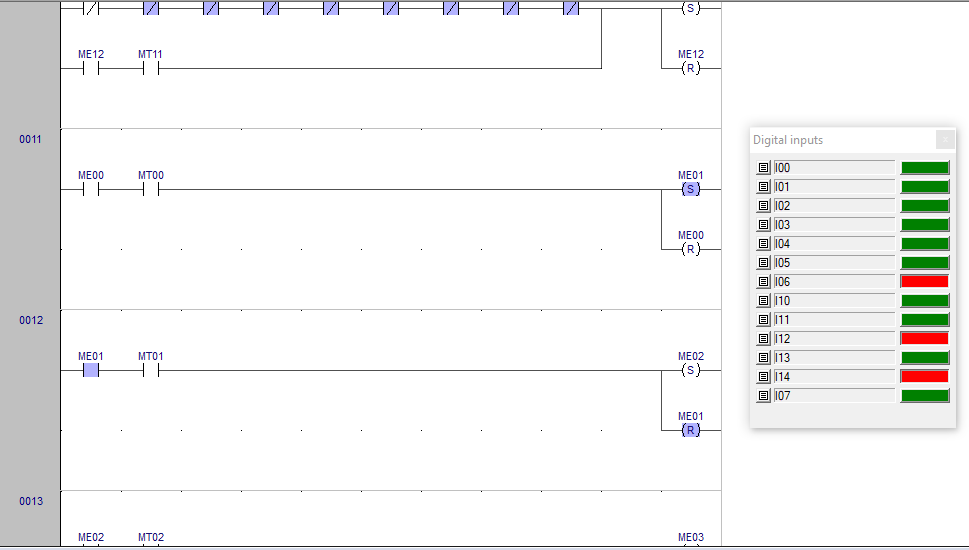 S
ME12 MT11 ME12
R
0011
ME00 MT00 ME01
S
ME00
R
0012
ME01 MT01 ME02
S
ME01
R
0013
ME02 MT02 ME03
Digital inputs
I00
I01
I02
I03
I04
I05
I06
I10
I11
I12
I13
I14
I07